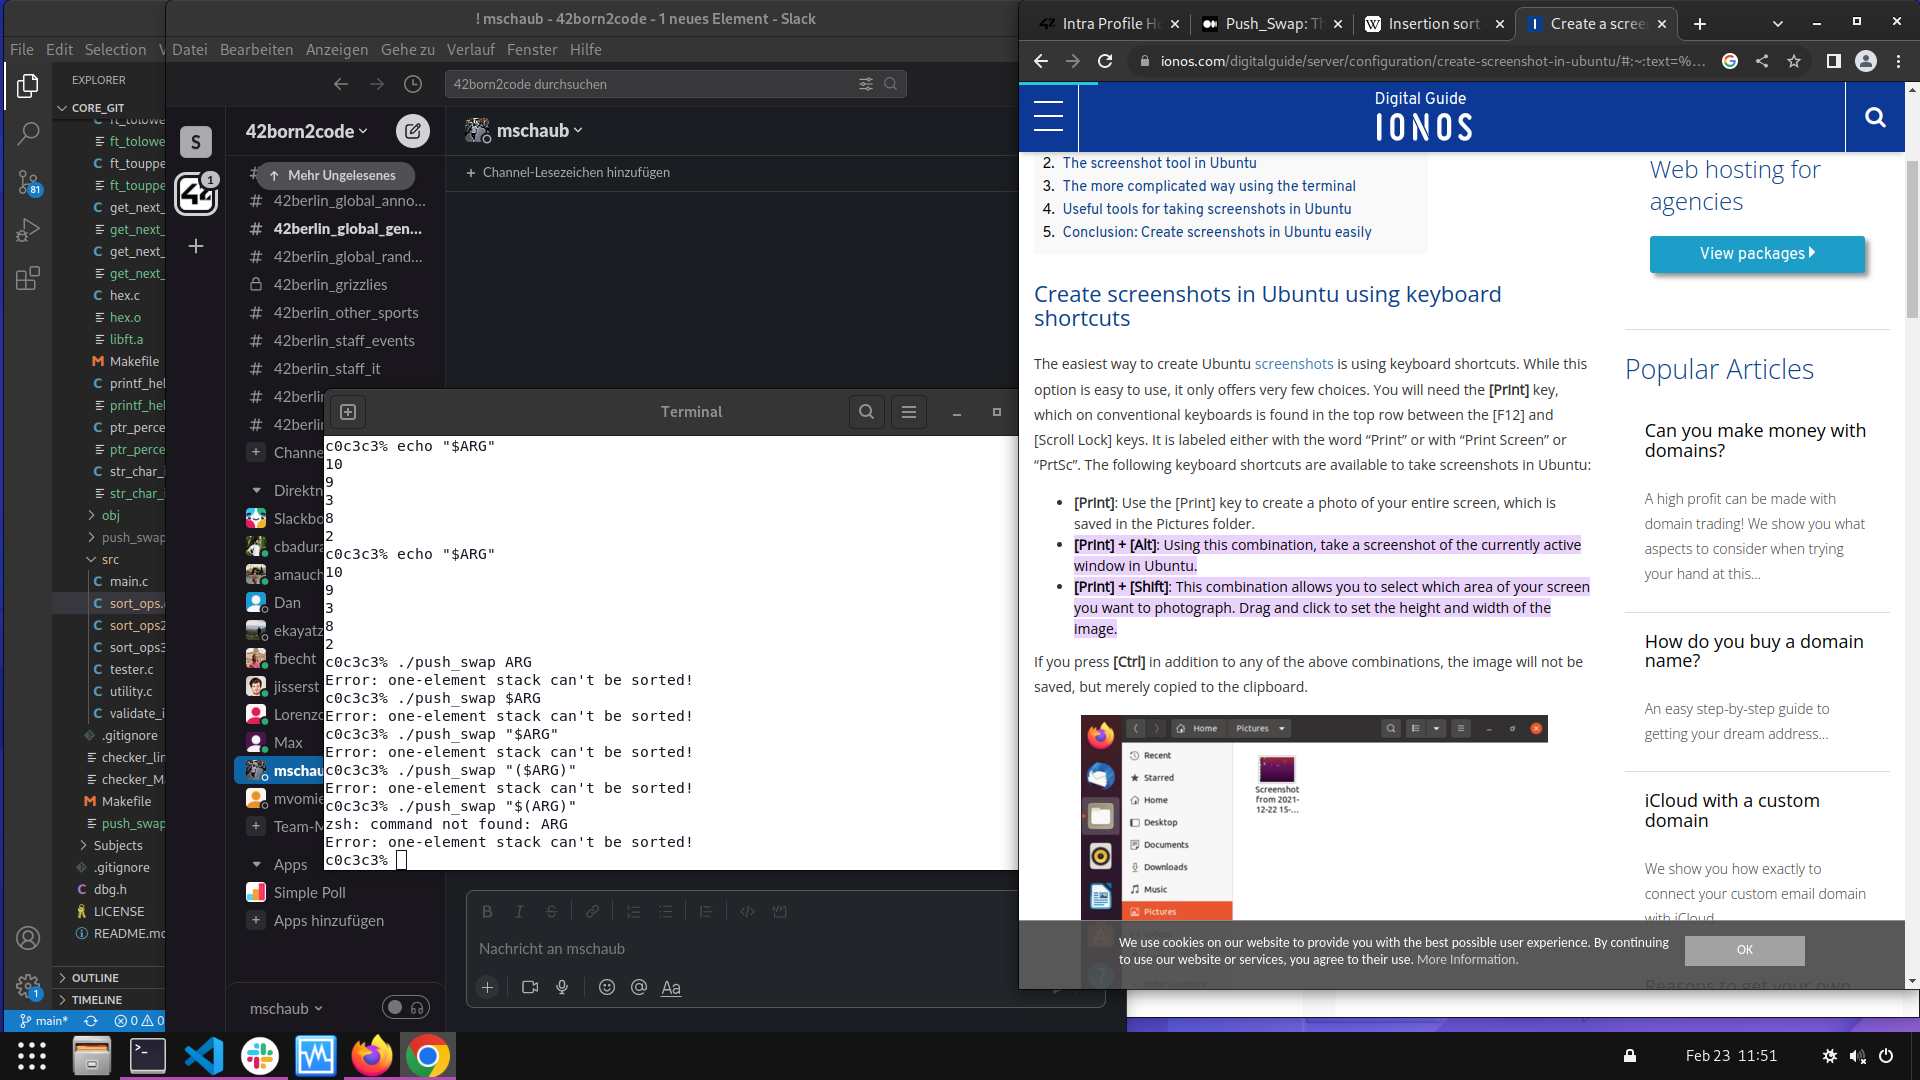 File Edit Selection V
EXPLORER
CORE_GIT
ft_tolowe
ft_toupp
ft_touppe
get_next_
get_next_
get_next_
get_next_
hex.c
hex.o
libft.a
Makefile
printf_hel
printf_hel
ptr_perce
ptr_perce
str_char_
str_char_
obj
push_swap
src
main.c
sort_ops.
sort_ops2
sort_ops3
tester.c
utility.c
validate_i
.gitignore
checker_lin
checker_M
Makefile
push_swap
Subjects
.gitignore
dbg.h
LICENSE
README.md
OUTLINE
TIMELINE
81
1
main* 0 0
! mschaub - 42born2code - 1 neues Element - Slack
Datei Bearbeiten Anzeigen Gehe zu Verlauf Fenster Hilfe
42born2code durchsuchen
S
42
1
42born2code
mschaub
Mehr Ungelesenes
+ Channel-Lesezeichen hinzufügen
# 42berlin_global_anno...
# 42berlin_global_gen...
# 42berlin_global_rand...
42berlin_grizzlies
# 42berlin_other_sports
# 42berlin_staff_events
# 42berlin_staff_it
# 42berlin
# 42berlin
+ Channe
Direktn
Slackbo
cbadura
amauch
Dan
ekayatz
fbecht
jisserst
Lorenzo
Max
mschau
mvomie
+ Team-M
Apps
Simple Poll
+ Apps hinzufügen
mschaub
Nachricht an mschaub
B I S
Aa
Terminal
c0c3c3% echo "$ARG"
10
9
3
8
2
c0c3c3% echo "$ARG"
10
9
3
8
2
c0c3c3% ./push_swap ARG
Error: one-element stack can't be sorted!
c0c3c3% ./push_swap $ARG
Error: one-element stack can't be sorted!
c0c3c3% ./push_swap "$ARG"
Error: one-element stack can't be sorted!
c0c3c3% ./push_swap "($ARG)"
Error: one-element stack can't be sorted!
c0c3c3% ./push_swap "$(ARG)"
zsh: command not found: ARG
Error: one-element stack can't be sorted!
c0c3c3%
Intra Profile Ho Push_Swap: Th Insertion sort Create a scree
ionos.com/digitalguide/server/configuration/create-screenshot-in-ubuntu/#:~:text=%...
Digital Guide
IONOS
2. The screenshot tool in Ubuntu
3. The more complicated way using the terminal
4. Useful tools for taking screenshots in Ubuntu
5. Conclusion: Create screenshots in Ubuntu easily
Create screenshots in Ubuntu using keyboard
shortcuts
The easiest way to create Ubuntu screenshots is using keyboard shortcuts. While this
option is easy to use, it only offers very few choices. You will need the [Print] key,
which on conventional keyboards is found in the top row between the [F12] and
[Scroll Lock] keys. It is labeled either with the word “Print” or with “Print Screen” or
“PrtSc”. The following keyboard shortcuts are available to take screenshots in Ubuntu:
• [Print]: Use the [Print] key to create a photo of your entire screen, which is
saved in the Pictures folder.
• [Print] + [Alt]: Using this combination, take a screenshot of the currently active
window in Ubuntu.
• [Print] + [Shift]: This combination allows you to select which area of your screen
you want to photograph. Drag and click to set the height and width of the
image.
If you press [Ctrl] in addition to any of the above combinations, the image will not be
saved, but merely copied to the clipboard.
Home Pictures
Recent
Starred
Home
Desktop
Documents
Downloads
Music
Pictures
Screenshot
from 2021-
12-22 15-...
Web hosting for
agencies
View packages
Popular Articles
Can you make money with
domains?
A high profit can be made with
domain trading! We show you what
aspects to consider when trying
your hand at this...
How do you buy a domain
name?
An easy step-by-step guide to
getting your dream address...
iCloud with a custom
domain
We show you how exactly to
connect your custom email domain
with iCloud
Reasons to get your own
We use cookies on our website to provide you with the best possible user experience. By continuing
to use our website or services, you agree to their use. More Information.
OK
Feb 23 11:51